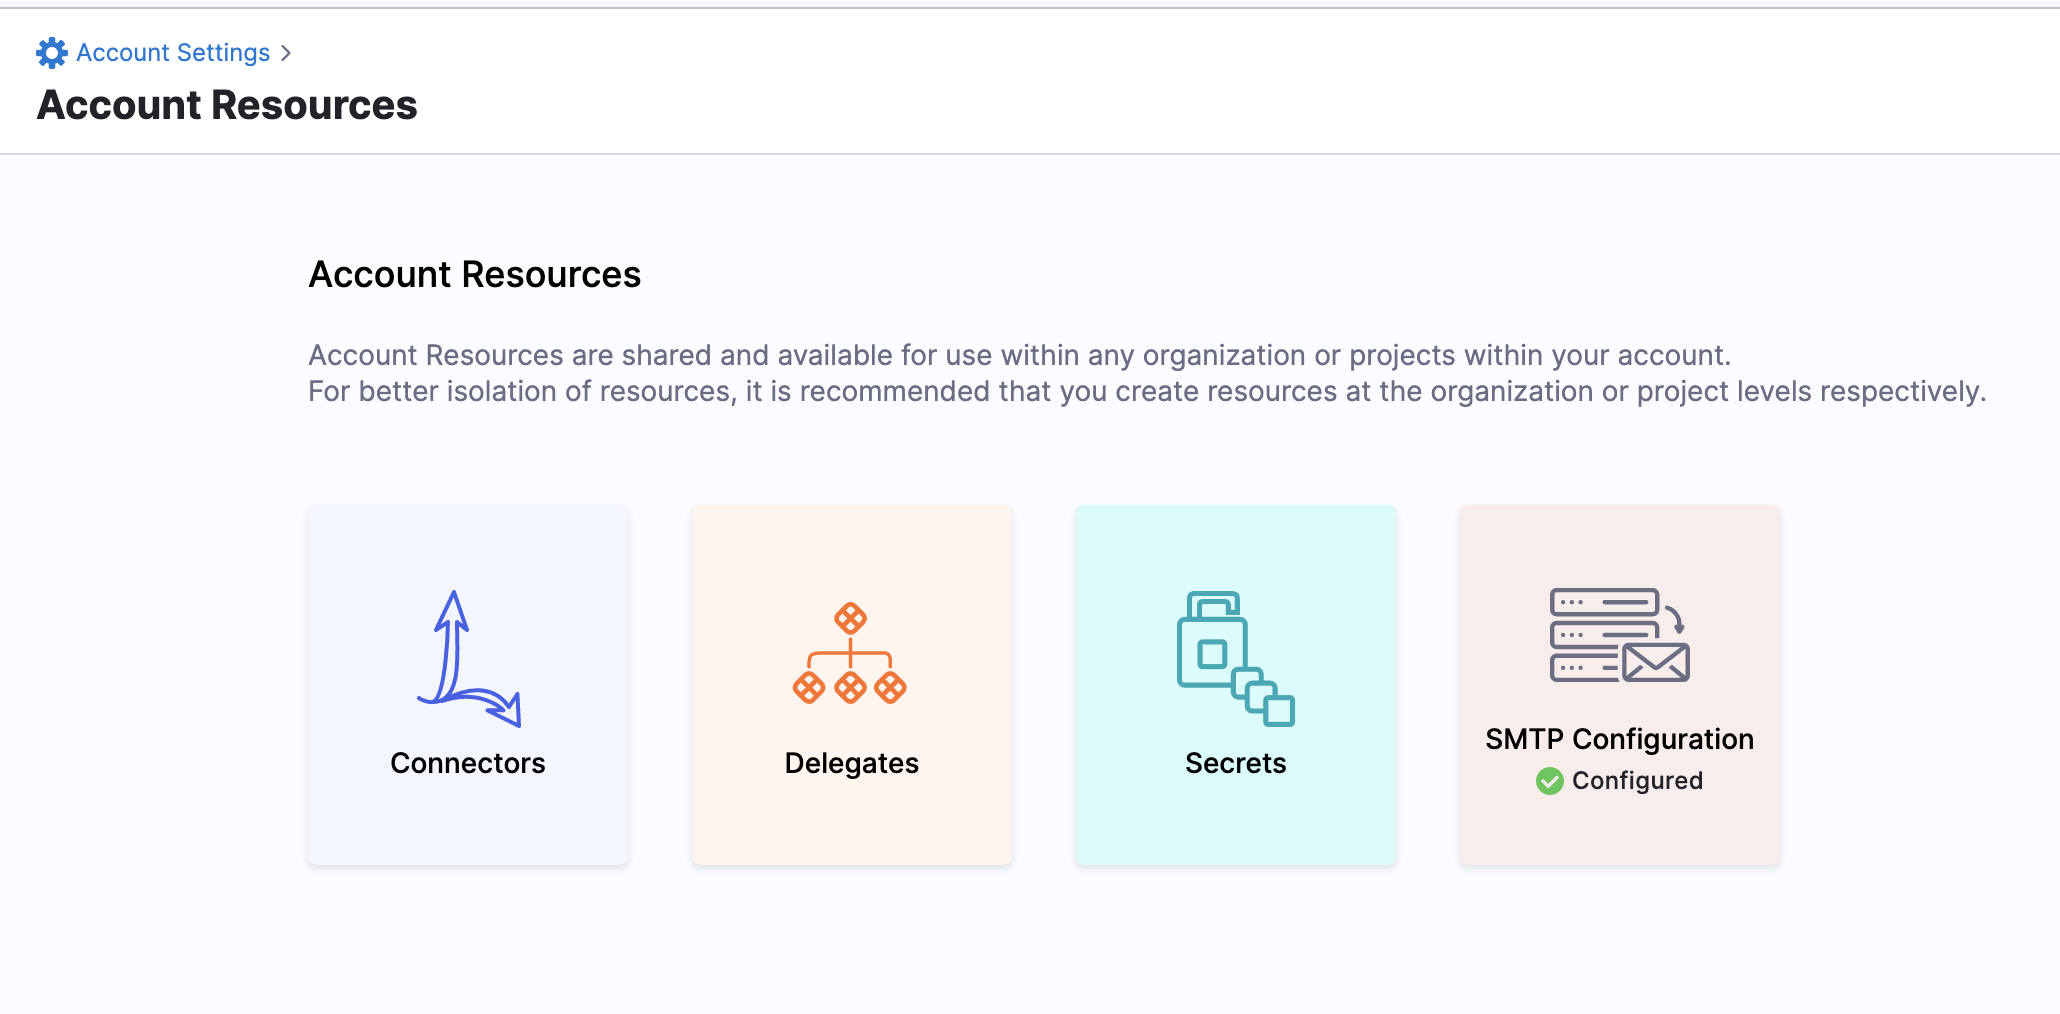 Account Settings
Account Resources
Account Resources
Account Resources are shared and available for use within any organization or projects within your account.
For better isolation of resources, it is recommended that you create resources at the organization or project levels respectively.
Connectors
Delegates
Secrets
SMTP Configuration
Configured